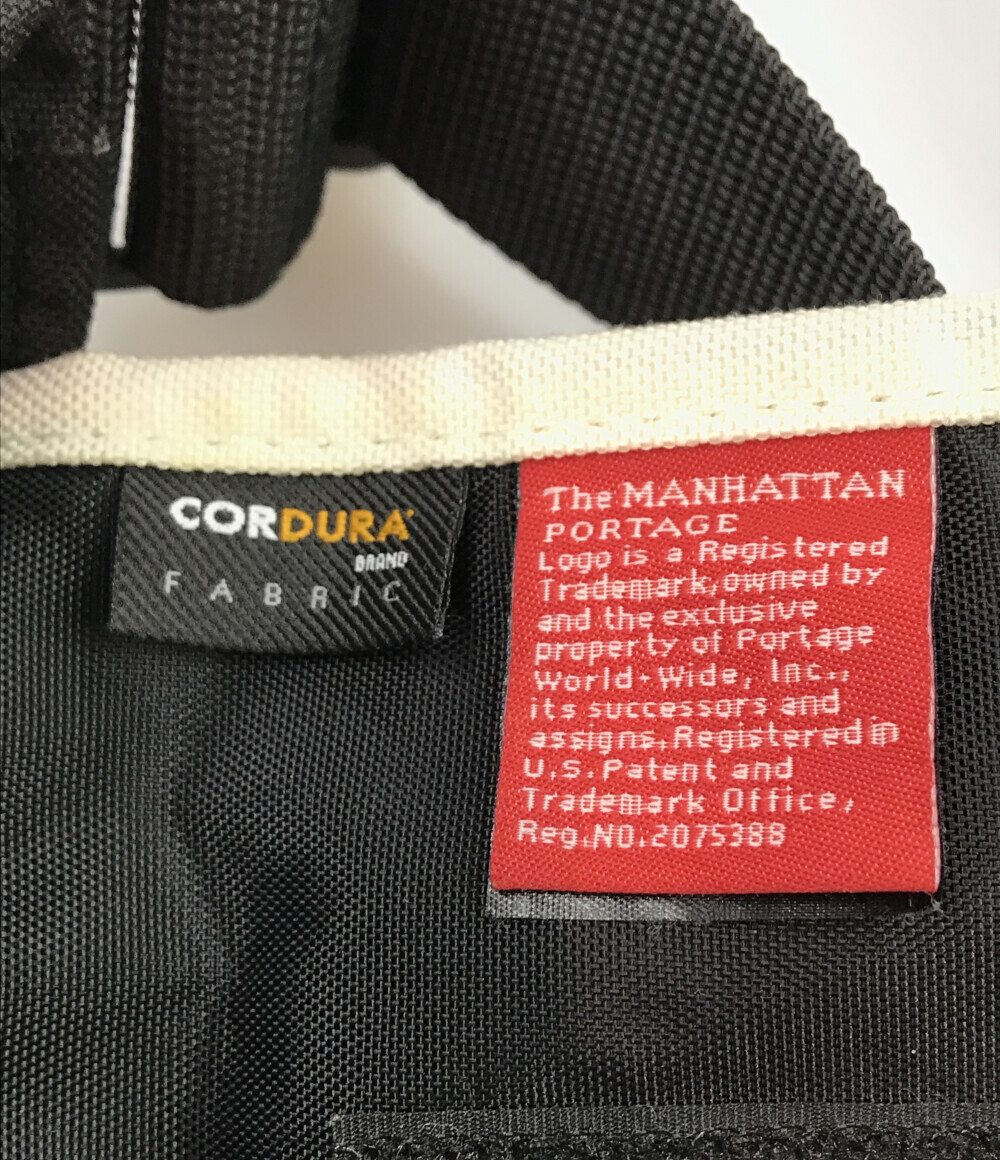 CORDURA
BRAND
FABRIC
The MANHATTAN
PORTAGE
Logo is a Registered
Trademark, owned by
and the exclusive
property of Portage
World-Wide, Inc.,
its successors and
assigns. Registered in
U.S. Patent and
Trademark Office,
Reg. NO. 2075388